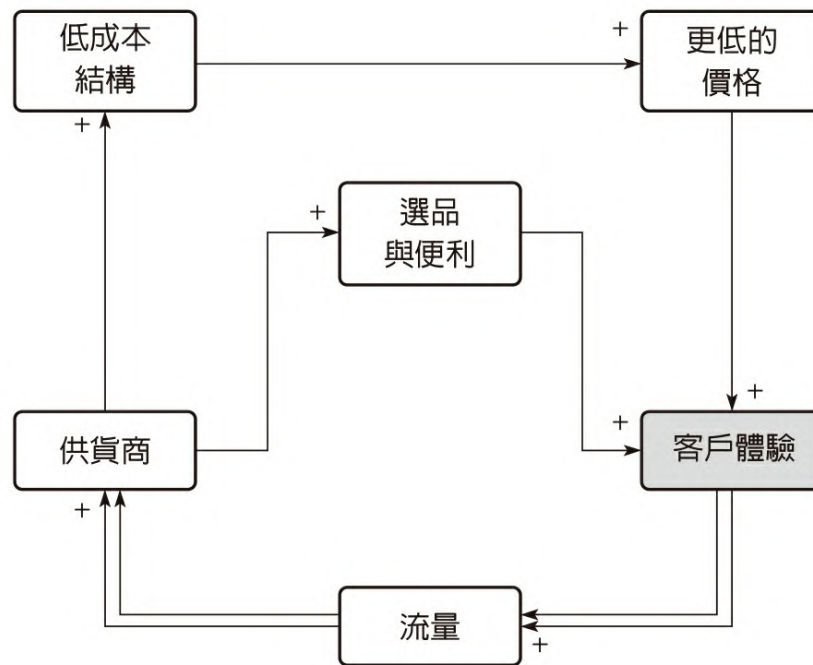 低成本
結構
+
更低的
價格
+
+
選品
與便利
供貨商
+
+
客戶體驗
+
流量
+